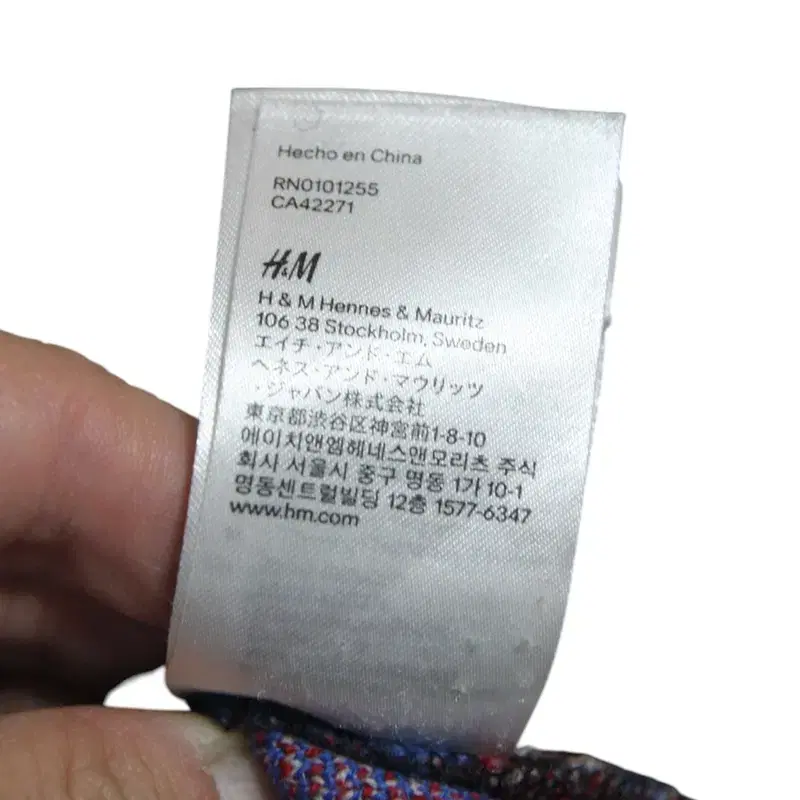 Hecho en China
RN0101255
CA42271
H&M
H & M Hennes & Mauritz
106 38 Stockholm, Sweden
エイチ・アンド・エム
ヘネス・アンド・マウリッツ
・ジャパン株式会社
東京都渋谷区神宮前1-8-10
에이치앤엠헤네스앤모리츠 주식
회사 서울시 중구 명동 1가 10-1
명동센트럴빌딩 12층 1577-6347
www.hm.com